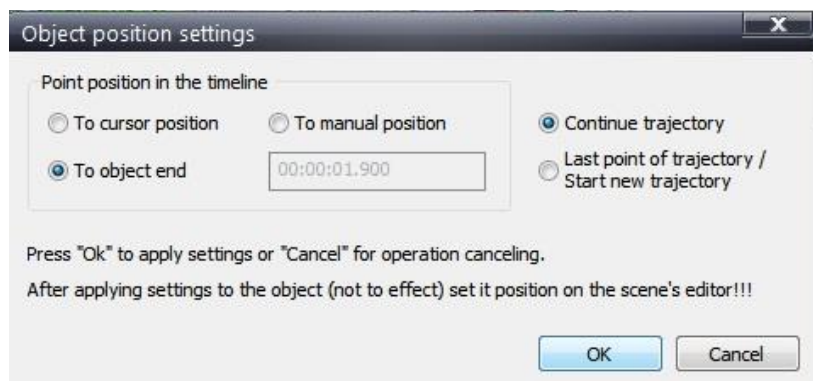 Object position settings
Point position in the timeline
To cursor position
To manual position
Continue trajectory
To object end
00:00:01.900
Last point of trajectory /
Start new trajectory
Press "Ok" to apply settings or "Cancel" for operation canceling.
After applying settings to the object (not to effect) set it position on the scene's editor!!!
OK
Cancel